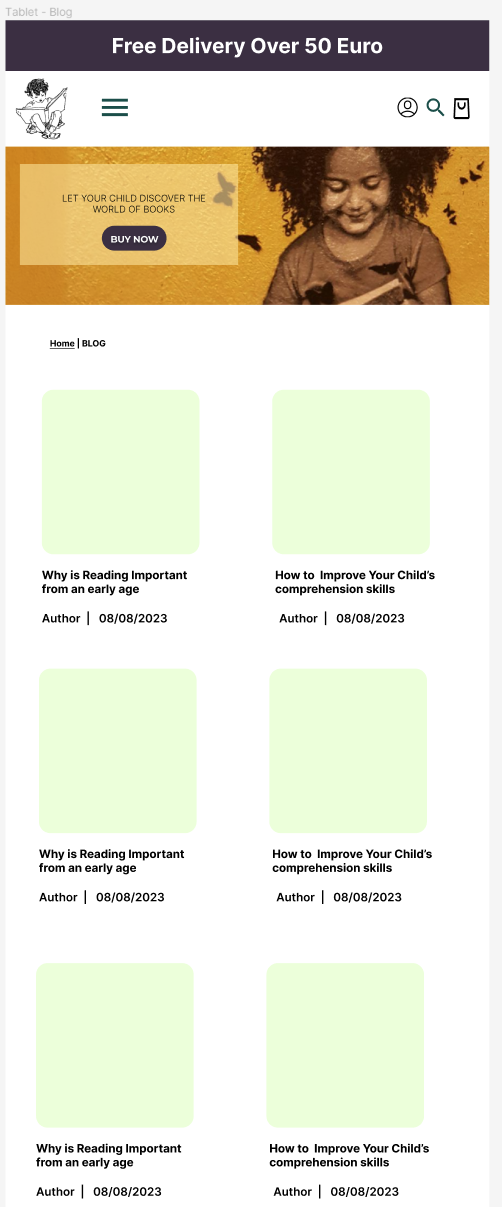 Tablet - Blog
Free Delivery Over 50 Euro
LET YOUR CHILD DISCOVER THE
WORLD OF BOOKS
BUY NOW
Home | BLOG
Why is Reading Important
from an early age
Author | 08/08/2023
How to Improve Your Child's
comprehension skills
Author | 08/08/2023
Why is Reading Important
from an early age
Author | 08/08/2023
How to Improve Your Child's
comprehension skills
Author | 08/08/2023
Why is Reading Important
from an early age
Author | 08/08/2023
How to Improve Your Child's
comprehension skills
Author | 08/08/2023